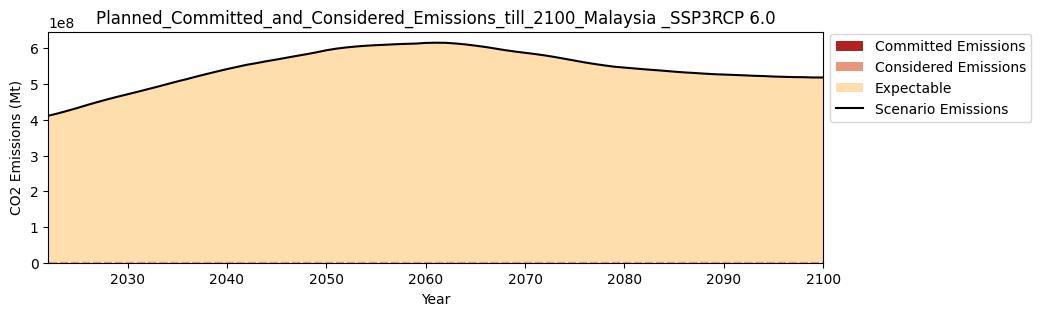 Planned_Committed_and_Considered_Emissions_till_2100_Malaysia _SSP3RCP 6.0
1e8
6
5
4
3
2
1
0
CO2 Emissions (Mt)
2030 2040 2050 2060 2070 2080 2090 2100
Year
Committed Emissions
Considered Emissions
Expectable
Scenario Emissions